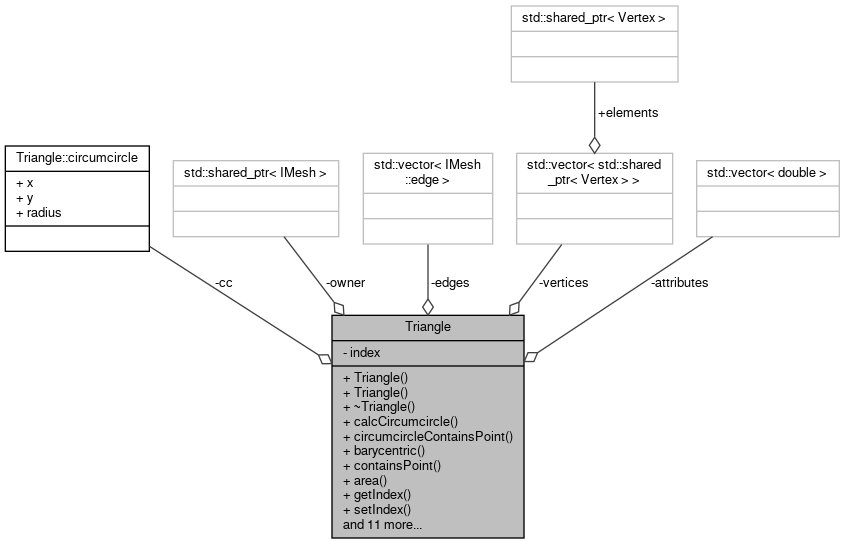 std::shared_ptr< Vertex >
+elements
Triangle::circumcircle
+ x
+ y
+ radius
std::shared_ptr< IMesh >
std::vector< IMesh
::edge >
std::vector< std::shared
_ptr< Vertex > >
std::vector< double >
-cc
-owner
-edges
-vertices
-attributes
Triangle
- index
+ Triangle()
+ Triangle()
+ ~Triangle()
+ calcCircumcircle()
+ circumcircleContainsPoint()
+ barycentric()
+ containsPoint()
+ area()
+ getIndex()
+ setIndex()
and 11 more...